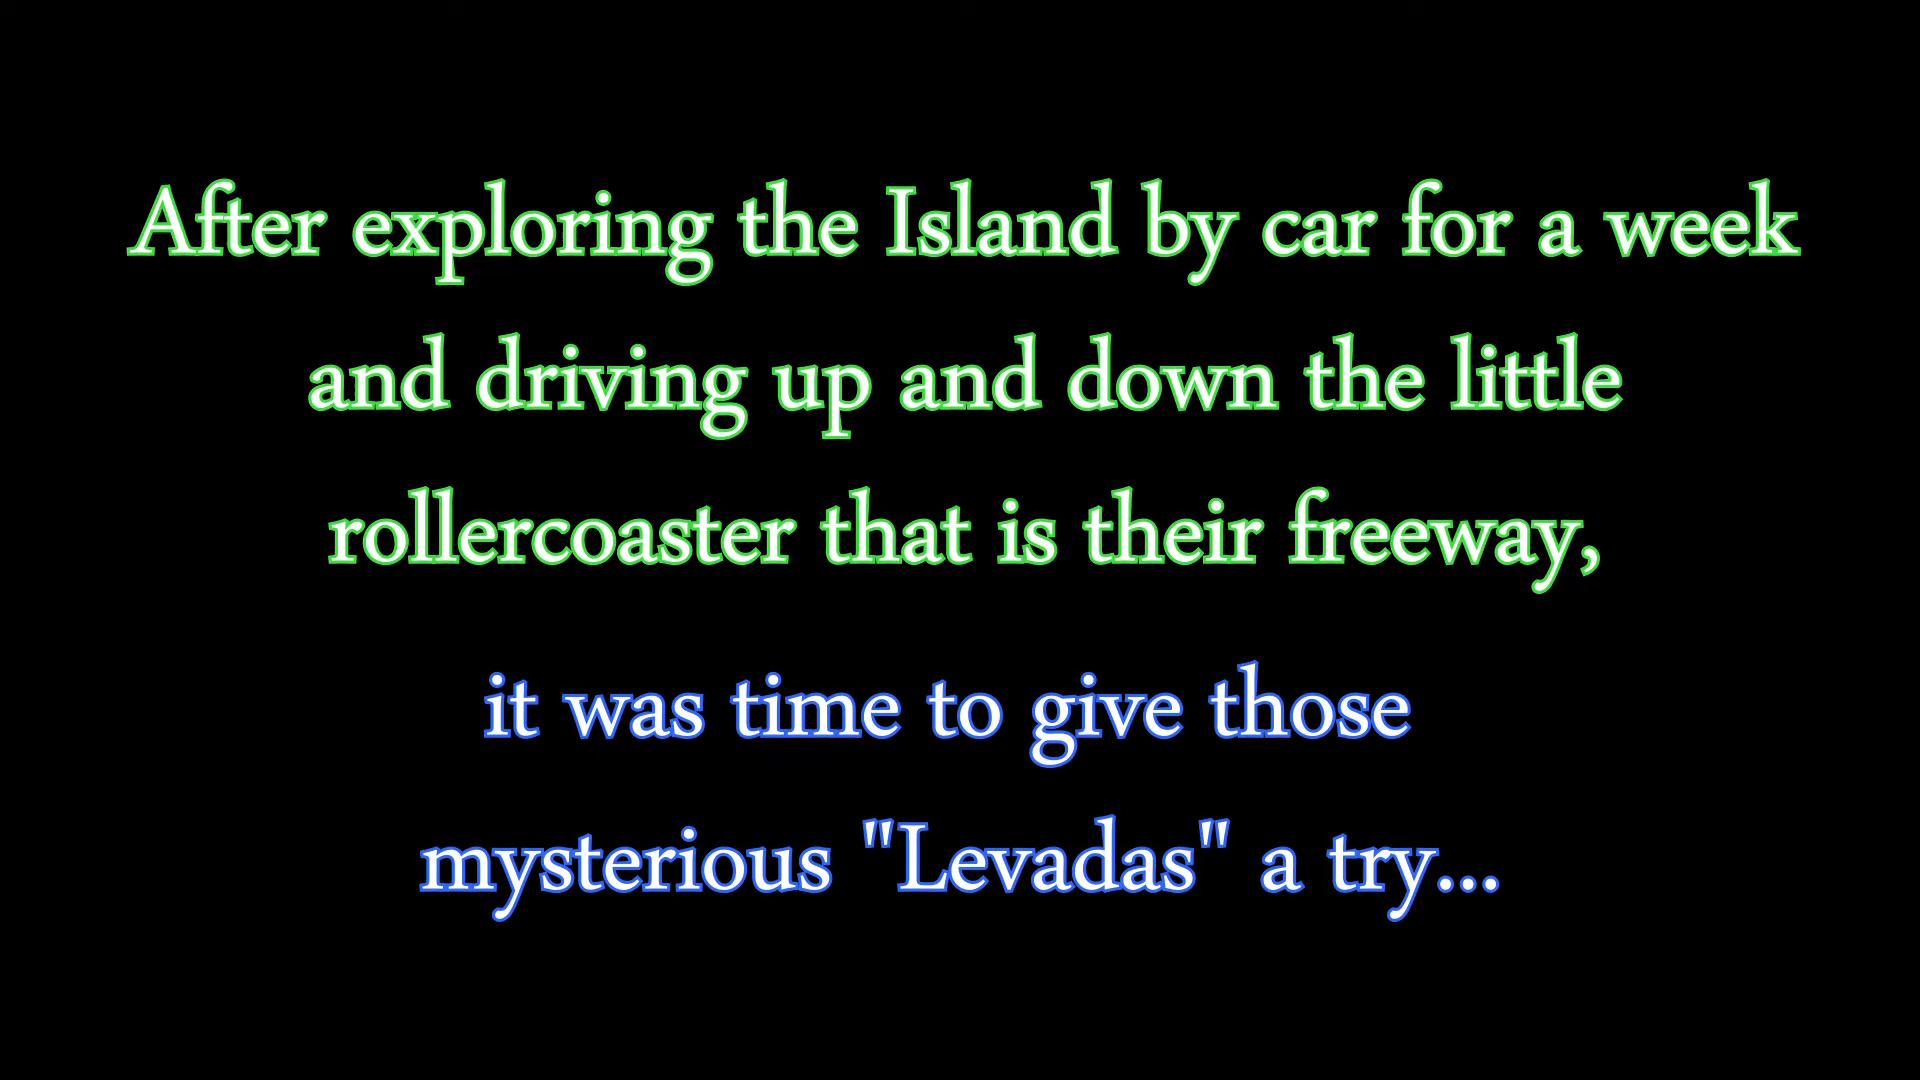 After exploring the Island by car for a week
and driving up and down the little
rollercoaster that is their freeway,
it was time to give those
mysterious "Levadas" a try...